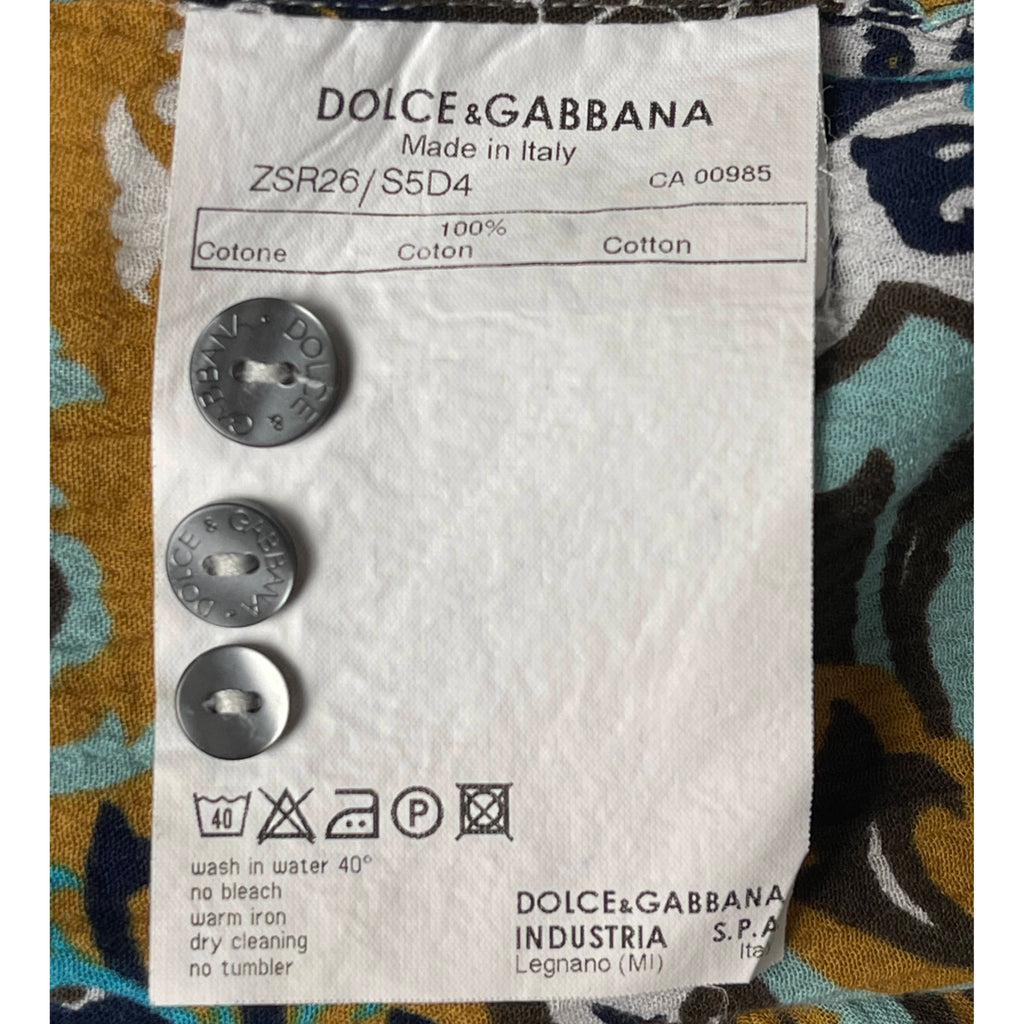 DOLCE&GABBANA
Made in Italy
ZSR26/S5D4 CA 00985
100%
Cotone Coton Cotton
DOLCE & GABBANA
DOLCE & GABBANA
40 P
wash in water 40°
no bleach
warm iron
dry cleaning
no tumbler
DOLCE&GABBANA
INDUSTRIA S.P.A
Legnano (MI)